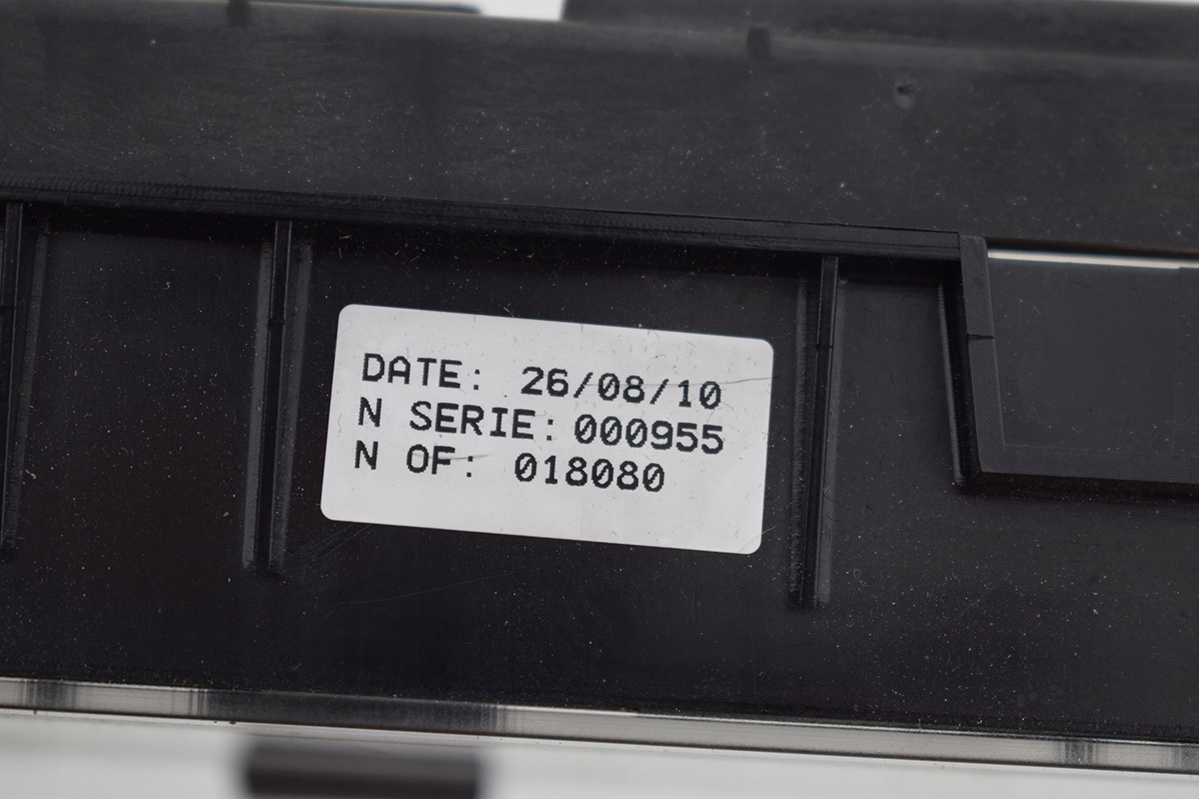 DATE: 26/08/10
N SERIE: 000955
N OF: 018080